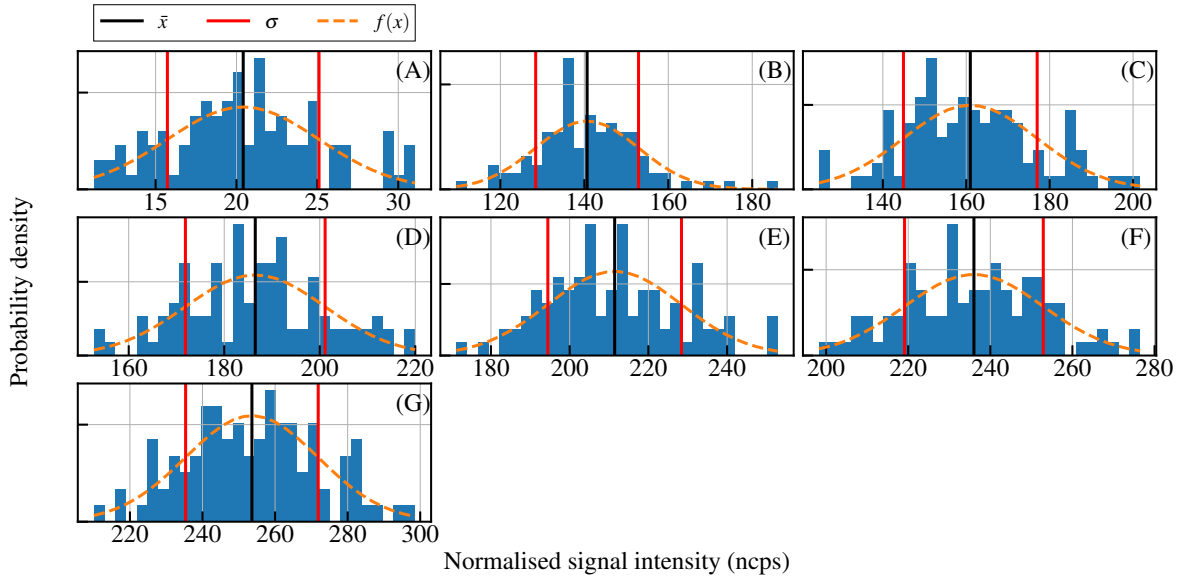 x̄ σ f(x)
(A) (B) (C)
15 20 25 30 120 140 160 180 140 160 180 200
(D) (E) (F)
160 180 200 220 180 200 220 240 200 220 240 260 280
(G)
220 240 260 280 300
Probability density
Normalised signal intensity (ncps)